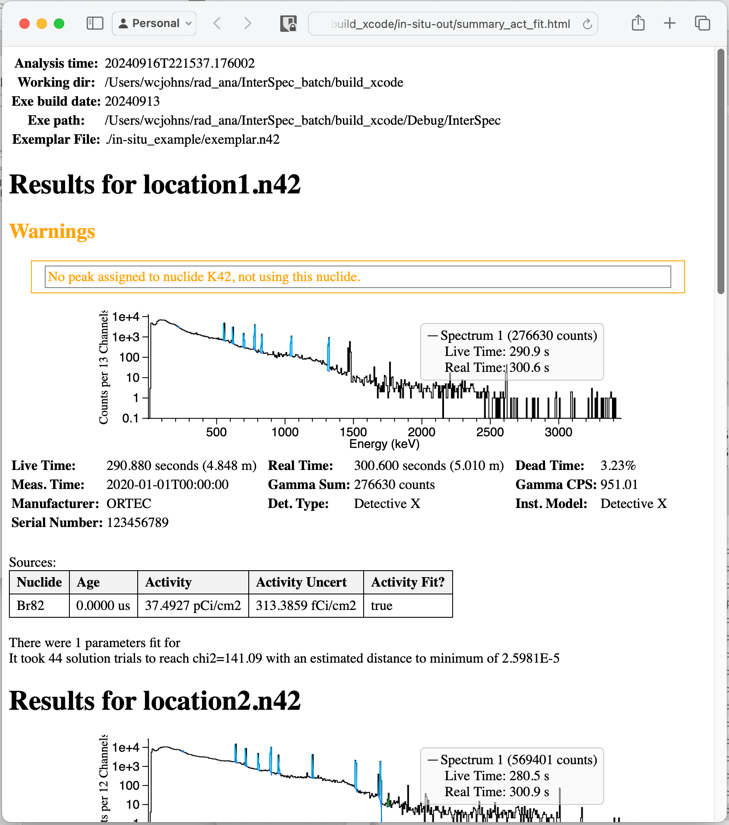 Personal
build_xcode/in-situ-out/summary_act_fit.html
Analysis time: 20240916T221537.176002
Working dir: /Users/wcjohns/rad_ana/InterSpec_batch/build_xcode
Exe build date: 20240913
Exe path: /Users/wcjohns/rad_ana/InterSpec_batch/build_xcode/Debug/InterSpec
Exemplar File: ./in-situ_example/exemplar.n42
Results for location1.n42
Warnings
No peak assigned to nuclide K42, not using this nuclide.
Counts per 13 Channels
1e+4
1e+3
100
10
1
0.1
Spectrum 1 (276630 counts)
Live Time: 290.9 s
Real Time: 300.6 s
500 1000 1500 2000 2500 3000
Energy (keV)
Live Time: 290.880 seconds (4.848 m) Real Time: 300.600 seconds (5.010 m) Dead Time: 3.23%
Meas. Time: 2020-01-01T00:00:00 Gamma Sum: 276630 counts Gamma CPS: 951.01
Manufacturer: ORTEC Det. Type: Detective X Inst. Model: Detective X
Serial Number: 123456789
Sources:
Nuclide Age Activity Activity Uncert Activity Fit?
Br82 0.0000 us 37.4927 pCi/cm2 313.3859 fCi/cm2 true
There were 1 parameters fit for
It took 44 solution trials to reach chi2=141.09 with an estimated distance to minimum of 2.5981E-5
Results for location2.n42
per 12 Channels
1e+4
1e+3
100
10
Spectrum 1 (569401 counts)
Live Time: 280.5 s
Real Time: 300.9 s